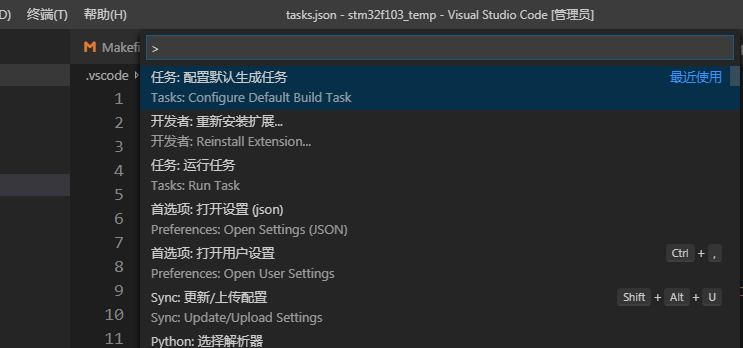 D) 终端(T) 帮助(H) tasks.json - stm32f103_temp - Visual Studio Code [管理员]
Makefi
>
.vscode
任务: 配置默认生成任务 最近使用
Tasks: Configure Default Build Task
开发者: 重新安装扩展...
开发者: Reinstall Extension...
任务: 运行任务
Tasks: Run Task
首选项: 打开设置 (json)
Preferences: Open Settings (JSON)
首选项: 打开用户设置 Ctrl + ,
Preferences: Open User Settings
Sync: 更新/上传配置 Shift + Alt + U
Sync: Update/Upload Settings
Python: 选择解析器
1
2
3
4
5
6
7
8
9
10
11